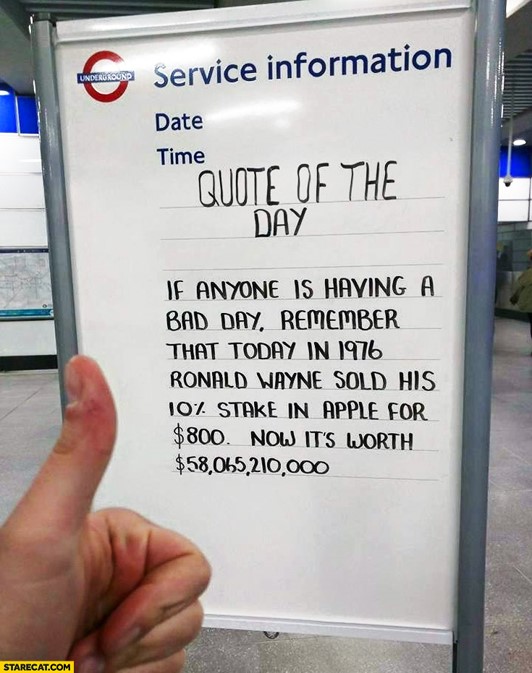 UNDERGROUND
Service information
Date
Time
QUOTE OF THE
DAY
IF ANYONE IS HAVING A
BAD DAY, REMEMBER
THAT TODAY IN 1976
RONALD WAYNE SOLD HIS
10% STAKE IN APPLE FOR
$800. NOW IT'S WORTH
$58,065,210,000
STARECAT.COM